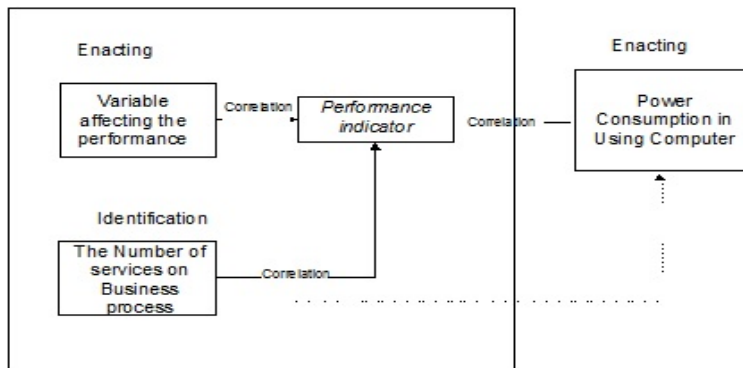 Enacting
Enacting
Variable
affecting the
performance
Correlation
Performance
indicator
Correlation
Power
Consumption in
Using Computer
Identification
The Number of
services on
Business
process
Correlation